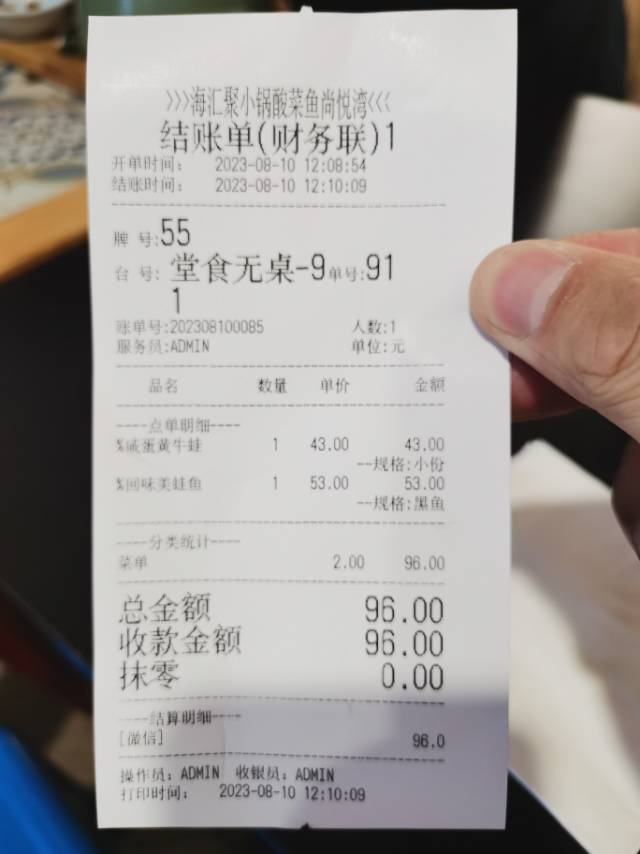 >>>海汇聚小锅酸菜鱼尚悦湾<<<
结账单(财务联)1
开单时间: 2023-08-10 12:08:54
结账时间: 2023-08-10 12:10:09
牌 号:55
台 号: 堂食无桌-9单号:91
1
账单号:202308100085 人数:1
服务员:ADMIN 单位:元
品名 数量 单价 金额
----点单明细----
%咸蛋黄牛蛙 1 43.00 43.00
--规格:小份
%回味美蛙鱼 1 53.00 53.00
--规格:黑鱼
----分类统计----
菜单 2.00 96.00
总金额 96.00
收款金额 96.00
抹零 0.00
----结算明细----
[微信] 96.0
操作员: ADMIN 收银员: ADMIN
打印时间: 2023-08-10 12:10:09